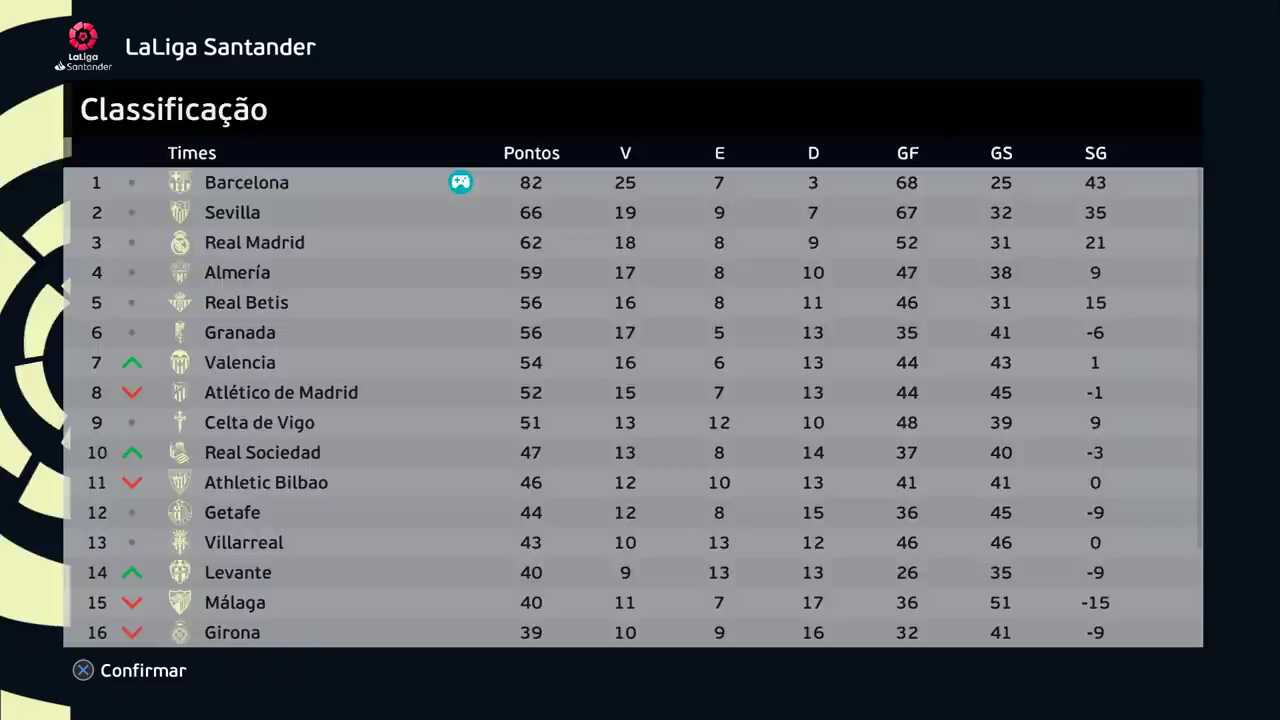 LaLiga
Santander
LaLiga Santander
Classificação
Times Pontos V E D GF GS SG
1 Barcelona 82 25 7 3 68 25 43
2 Sevilla 66 19 9 7 67 32 35
3 Real Madrid 62 18 8 9 52 31 21
4 Almería 59 17 8 10 47 38 9
5 Real Betis 56 16 8 11 46 31 15
6 Granada 56 17 5 13 35 41 -6
7 Valencia 54 16 6 13 44 43 1
8 Atlético de Madrid 52 15 7 13 44 45 -1
9 Celta de Vigo 51 13 12 10 48 39 9
10 Real Sociedad 47 13 8 14 37 40 -3
11 Athletic Bilbao 46 12 10 13 41 41 0
12 Getafe 44 12 8 15 36 45 -9
13 Villarreal 43 10 13 12 46 46 0
14 Levante 40 9 13 13 26 35 -9
15 Málaga 40 11 7 17 36 51 -15
16 Girona 39 10 9 16 32 41 -9
Confirmar